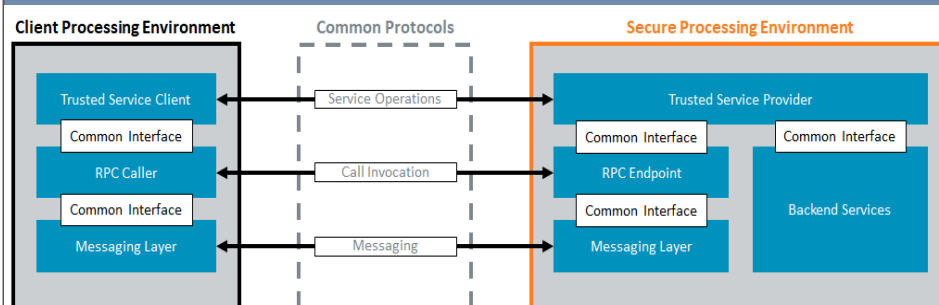 Client Processing Environment
Common Protocols
Secure Processing Environment
Trusted Service Client
Service Operations
Trusted Service Provider
Common Interface
Common Interface
Common Interface
RPC Caller
Call Invocation
RPC Endpoint
Backend Services
Common Interface
Common Interface
Messaging Layer
Messaging
Messaging Layer